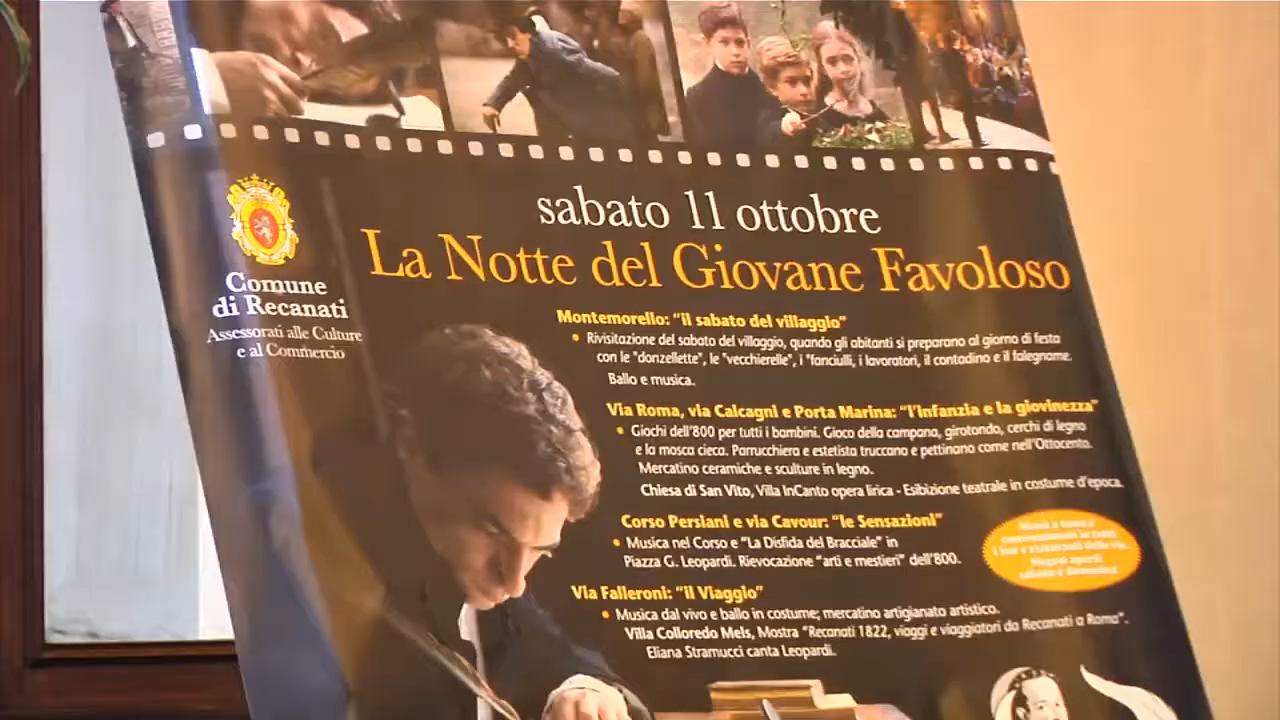 sabato 11 ottobre
La Notte del Giovane Favoloso
Comune
di Recanati
Assessorati alle Culture
e al Commercio
Montemorello: "il sabato del villaggio"
• Rivisitazione del sabato del villaggio, quando gli abitanti si preparano al giorno di festa
con le "donzellette", le "vecchierelle", i "fanciulli, i lavoratori, il contadino e il falegname.
Ballo e musica.
Via Roma, via Calcagni e Porta Marina: "l'infanzia e la giovinezza"
• Giochi dell'800 per tutti i bambini. Gioco della campana, girotondo, cerchi di legno
e la mosca cieca. Parrucchiera e estetista truccano e pettinano come nell'Ottocento.
Mercatino ceramiche e sculture in legno.
Chiesa di San Vito, Villa InCanto opera lirica - Esibizione teatrale in costume d'epoca.
Corso Persiani e via Cavour: "le Sensazioni"
• Musica nel Corso e "La Disfida del Bracciale" in
Piazza G. Leopardi. Rievocazione "arti e mestieri" dell'800.
Via Falleroni: "il Viaggio"
• Musica dal vivo e ballo in costume; mercatino artigianato artistico.
Villa Colloredo Mels, Mostra "Recanati 1822, viaggi e viaggiatori da Recanati a Roma".
Eliana Stramucci canta Leopardi.